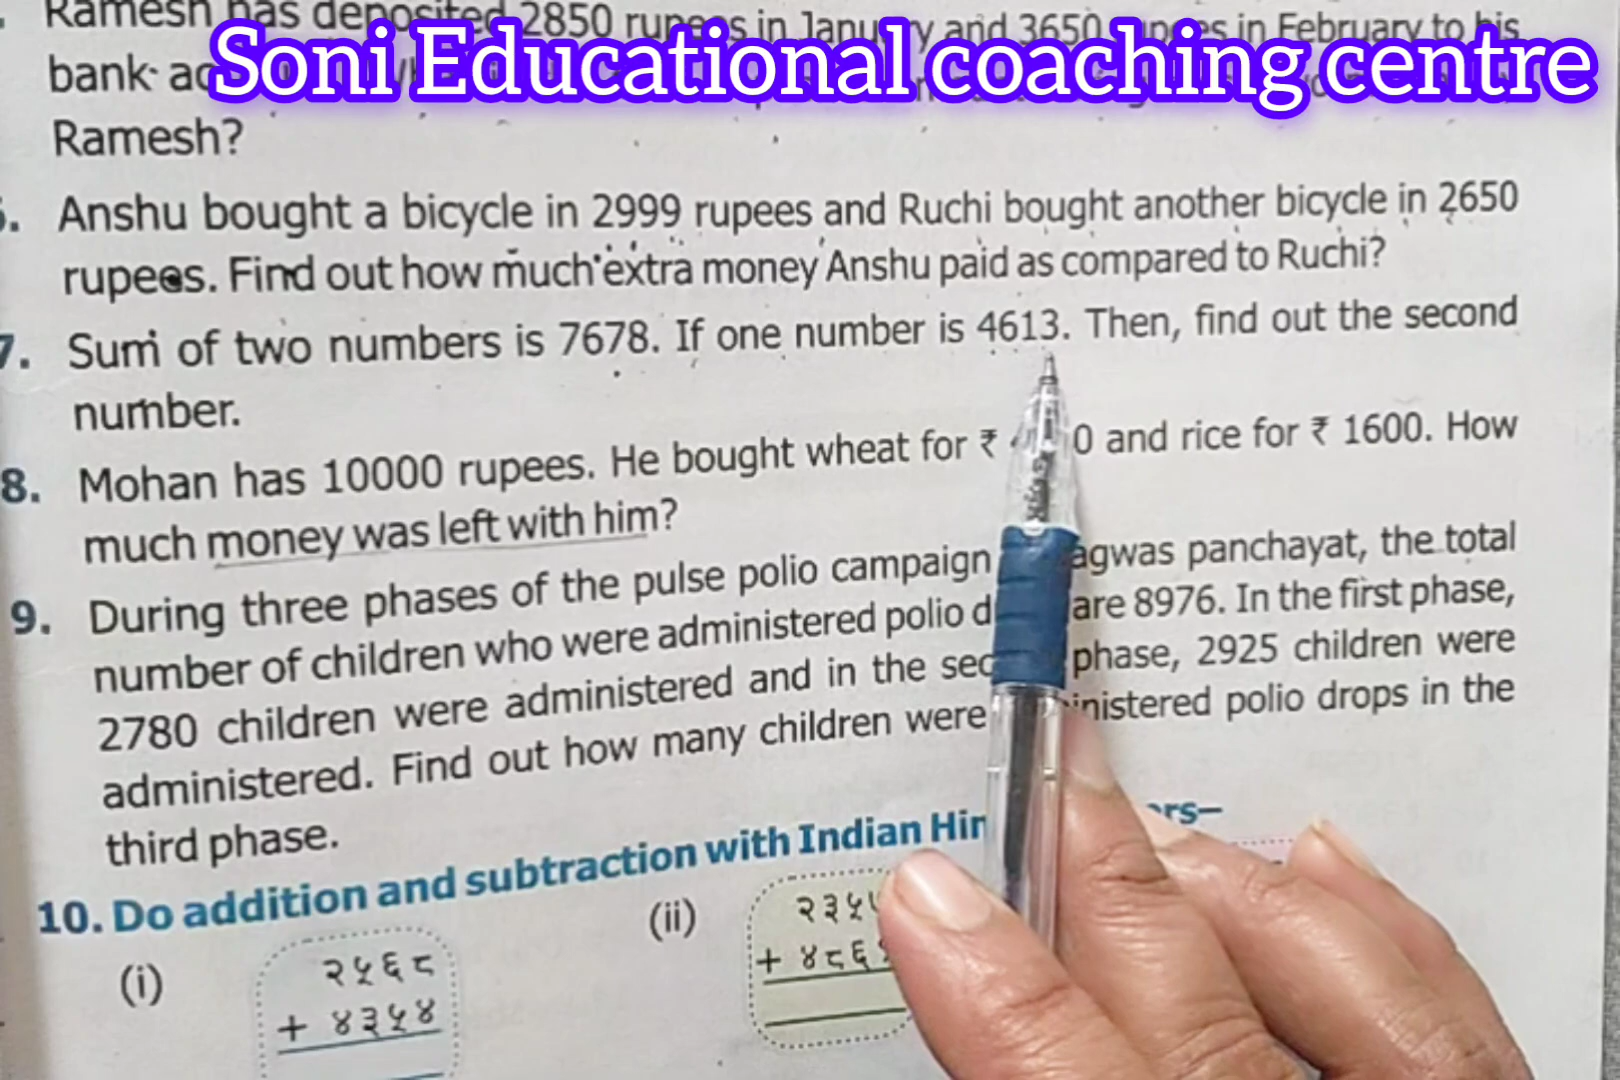 Soni Educational coaching centre
Ramesh has deposited 2850 rupees in January and 3650 rupees in February to his
bank
Ramesh?
Anshu bought a bicycle in 2999 rupees and Ruchi bought another bicycle in 2650
rupees. Find out how much extra money Anshu paid as compared to Ruchi?
7. Sum of two numbers is 7678. If one number is 4613. Then, find out the second
number.
8. Mohan has 10000 rupees. He bought wheat for ₹ and rice for ₹ 1600. How
much money was left with him?
9. During three phases of the pulse polio campaign panchayat, the total
number of children who were administered polio are 8976. In the first phase,
2780 children were administered and in the phase, 2925 children were
administered. Find out how many children were polio drops in the
third phase.
10. Do addition and subtraction with Indian
(i) २५६८
+ ४३५४
(ii) २३५
+ ४८६